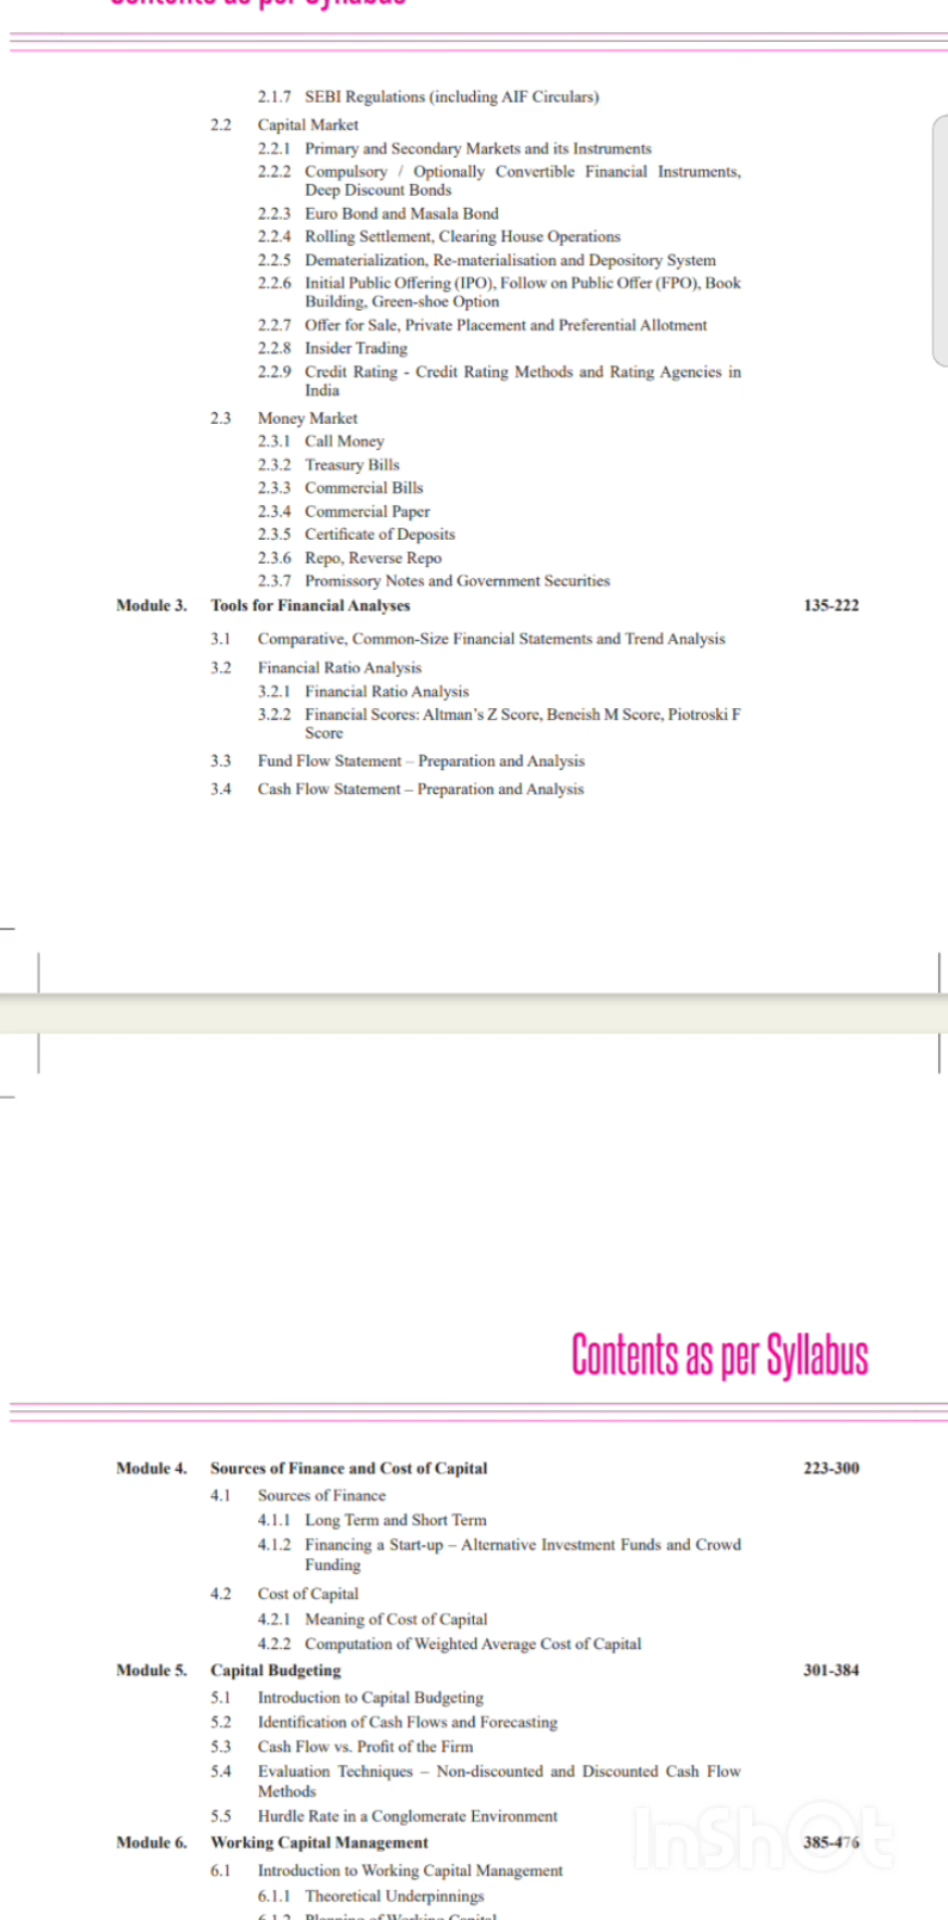 Contents as per Syllabus
2.1.7 SEBI Regulations (including AIF Circulars)
2.2 Capital Market
2.2.1 Primary and Secondary Markets and its Instruments
2.2.2 Compulsory / Optionally Convertible Financial Instruments,
Deep Discount Bonds
2.2.3 Euro Bond and Masala Bond
2.2.4 Rolling Settlement, Clearing House Operations
2.2.5 Dematerialization, Re-materialisation and Depository System
2.2.6 Initial Public Offering (IPO), Follow on Public Offer (FPO), Book
Building, Green-shoe Option
2.2.7 Offer for Sale, Private Placement and Preferential Allotment
2.2.8 Insider Trading
2.2.9 Credit Rating - Credit Rating Methods and Rating Agencies in
India
2.3 Money Market
2.3.1 Call Money
2.3.2 Treasury Bills
2.3.3 Commercial Bills
2.3.4 Commercial Paper
2.3.5 Certificate of Deposits
2.3.6 Repo, Reverse Repo
2.3.7 Promissory Notes and Government Securities
Module 3. Tools for Financial Analyses 135-222
3.1 Comparative, Common-Size Financial Statements and Trend Analysis
3.2 Financial Ratio Analysis
3.2.1 Financial Ratio Analysis
3.2.2 Financial Scores: Altman's Z Score, Beneish M Score, Piotroski F
Score
3.3 Fund Flow Statement – Preparation and Analysis
3.4 Cash Flow Statement – Preparation and Analysis
Contents as per Syllabus
Module 4. Sources of Finance and Cost of Capital 223-300
4.1 Sources of Finance
4.1.1 Long Term and Short Term
4.1.2 Financing a Start-up – Alternative Investment Funds and Crowd
Funding
4.2 Cost of Capital
4.2.1 Meaning of Cost of Capital
4.2.2 Computation of Weighted Average Cost of Capital
Module 5. Capital Budgeting 301-384
5.1 Introduction to Capital Budgeting
5.2 Identification of Cash Flows and Forecasting
5.3 Cash Flow vs. Profit of the Firm
5.4 Evaluation Techniques – Non-discounted and Discounted Cash Flow
Methods
5.5 Hurdle Rate in a Conglomerate Environment
InShOt
Module 6. Working Capital Management 385-476
6.1 Introduction to Working Capital Management
6.1.1 Theoretical Underpinnings
6.1.2 Planning of Working Capital